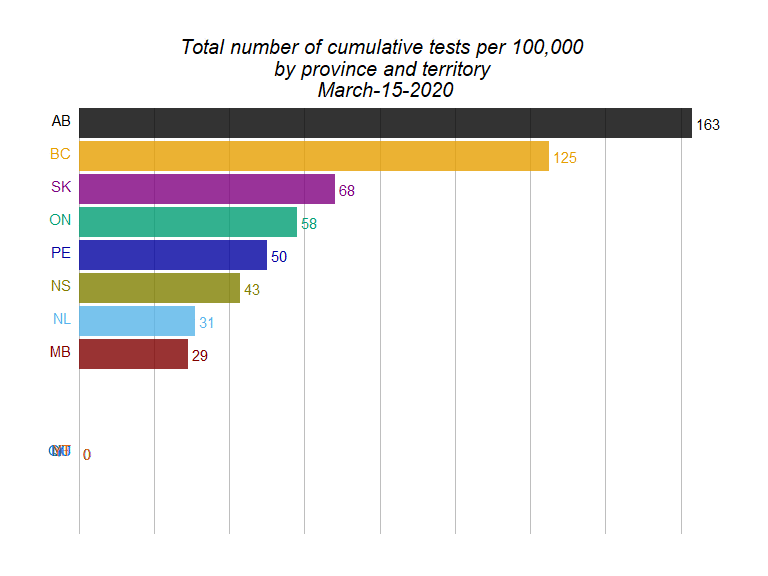 Total number of cumulative tests per 100,000
by province and territory
March-15-2020
AB 163
BC 125
SK 68
ON 58
PE 50
NS 43
NL 31
MB 29
0